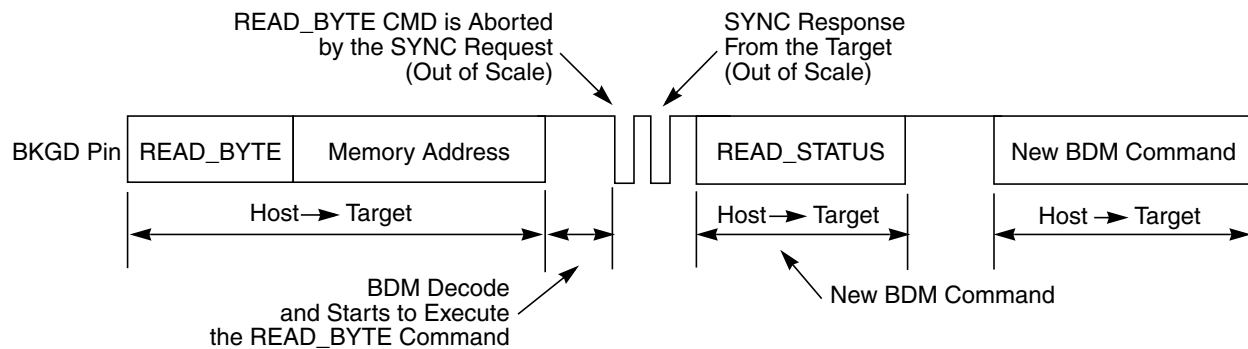 READ_BYTE CMD is Aborted
by the SYNC Request
(Out of Scale)
SYNC Response
From the Target
(Out of Scale)
BKGD Pin
READ_BYTE
Memory Address
READ_STATUS
New BDM Command
Host → Target
Host → Target
Host → Target
BDM Decode
and Starts to Execute
the READ_BYTE Command
New BDM Command